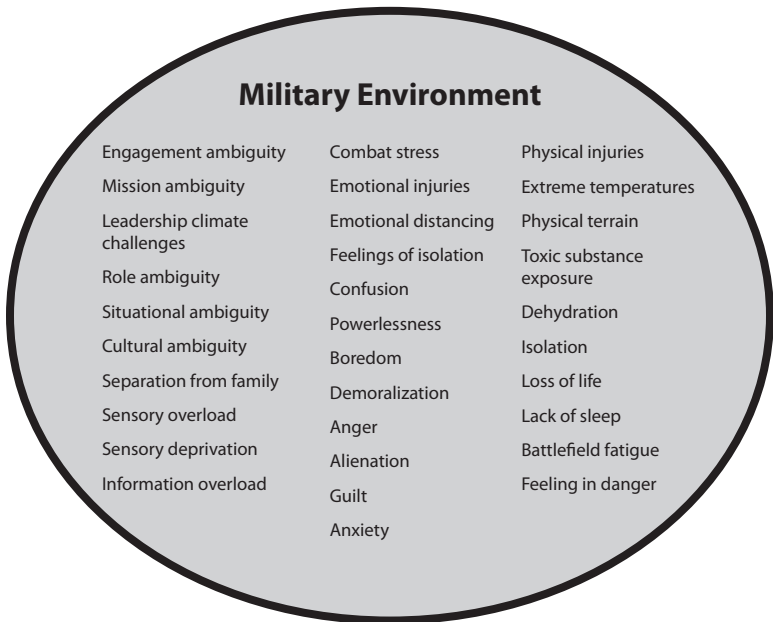 Military Environment
Engagement ambiguity
Mission ambiguity
Leadership climate
challenges
Role ambiguity
Situational ambiguity
Cultural ambiguity
Separation from family
Sensory overload
Sensory deprivation
Information overload
Combat stress
Emotional injuries
Emotional distancing
Feelings of isolation
Confusion
Powerlessness
Boredom
Demoralization
Anger
Alienation
Guilt
Anxiety
Physical injuries
Extreme temperatures
Physical terrain
Toxic substance
exposure
Dehydration
Isolation
Loss of life
Lack of sleep
Battlefield fatigue
Feeling in danger